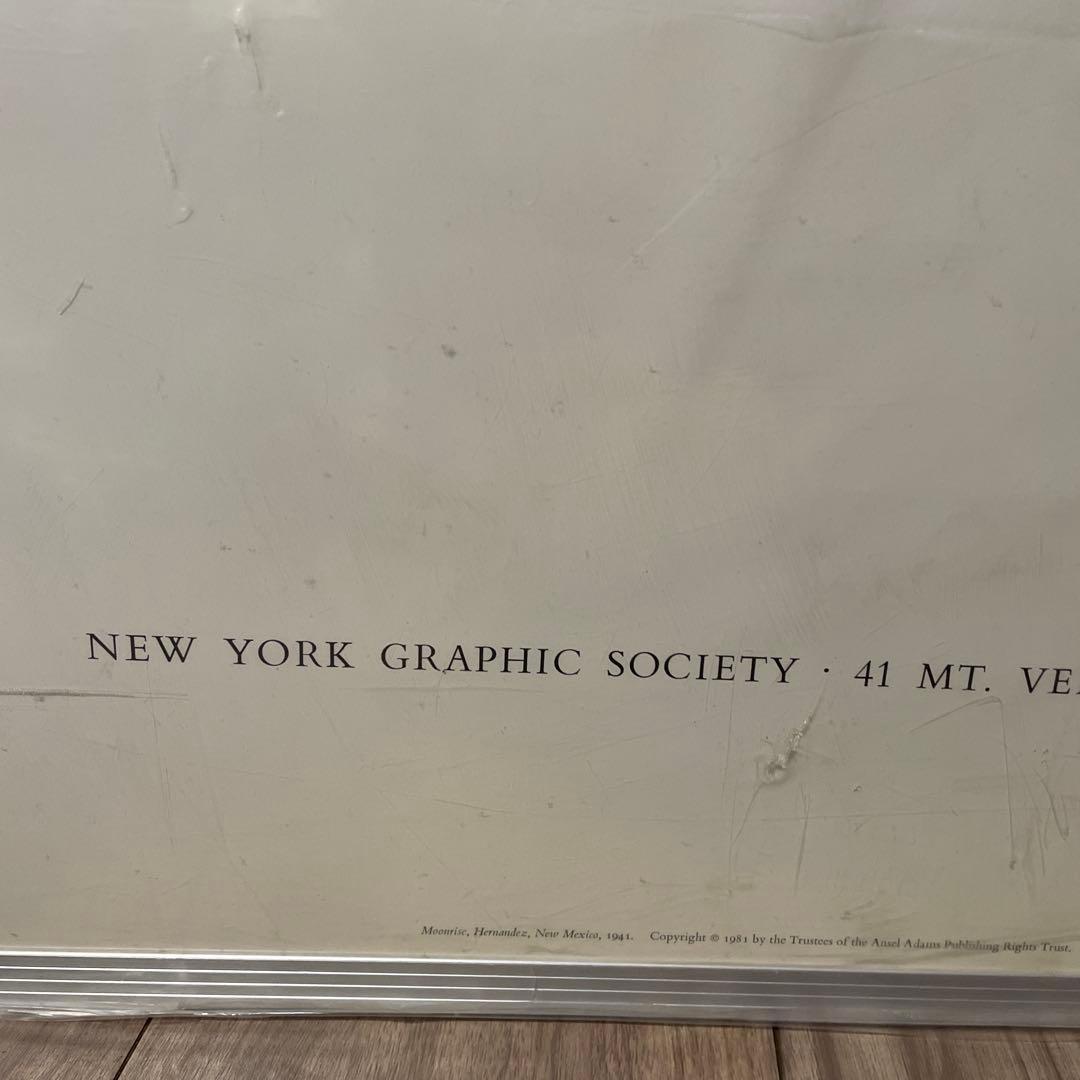 NEW YORK GRAPHIC SOCIETY · 41 MT.
Moonrise, Hernandez, New Mexico, 1941. Copyright © 1981 by the Trustees of the Ansel Adams Publishing Rights Trust.